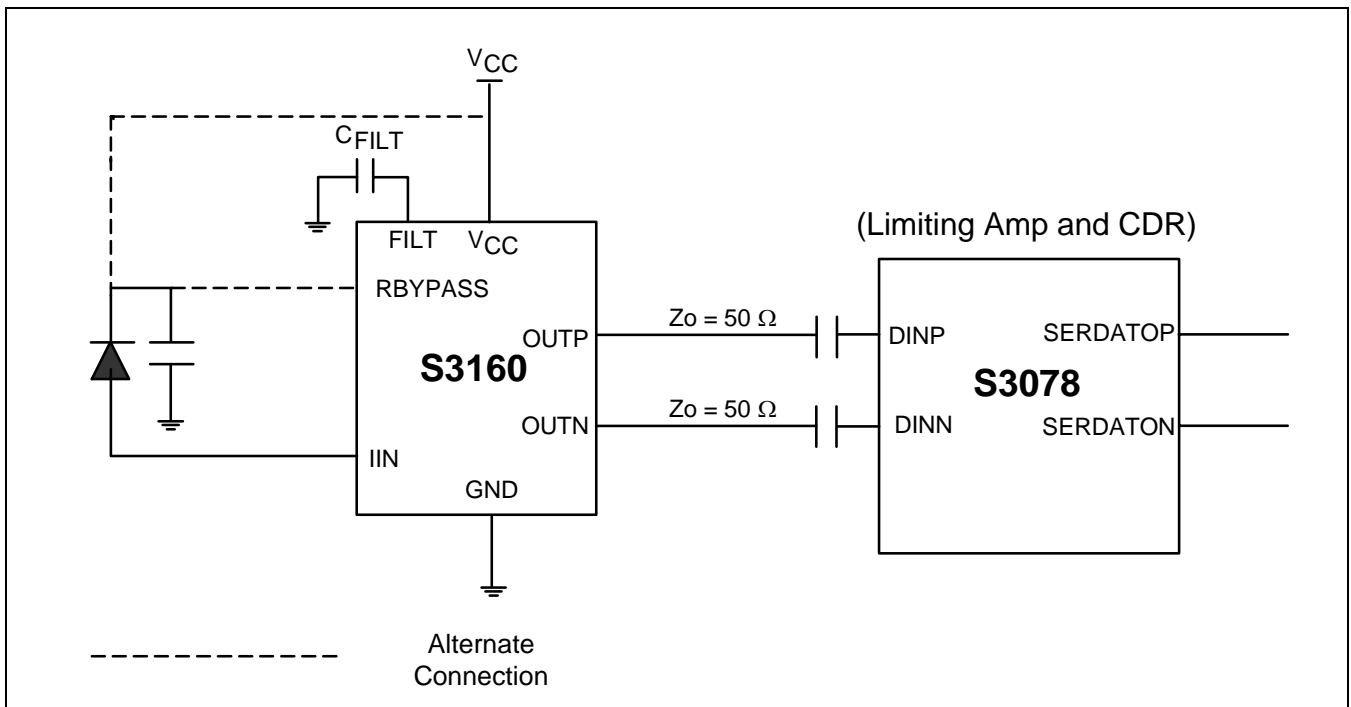 VCC
CFILT
FILT VCC
(Limiting Amp and CDR)
RBYPASS
OUTP
Zo = 50 Ω
DINP
SERDATOP
S3160
S3078
OUTN
Zo = 50 Ω
DINN
SERDATON
IIN
GND
Alternate
Connection